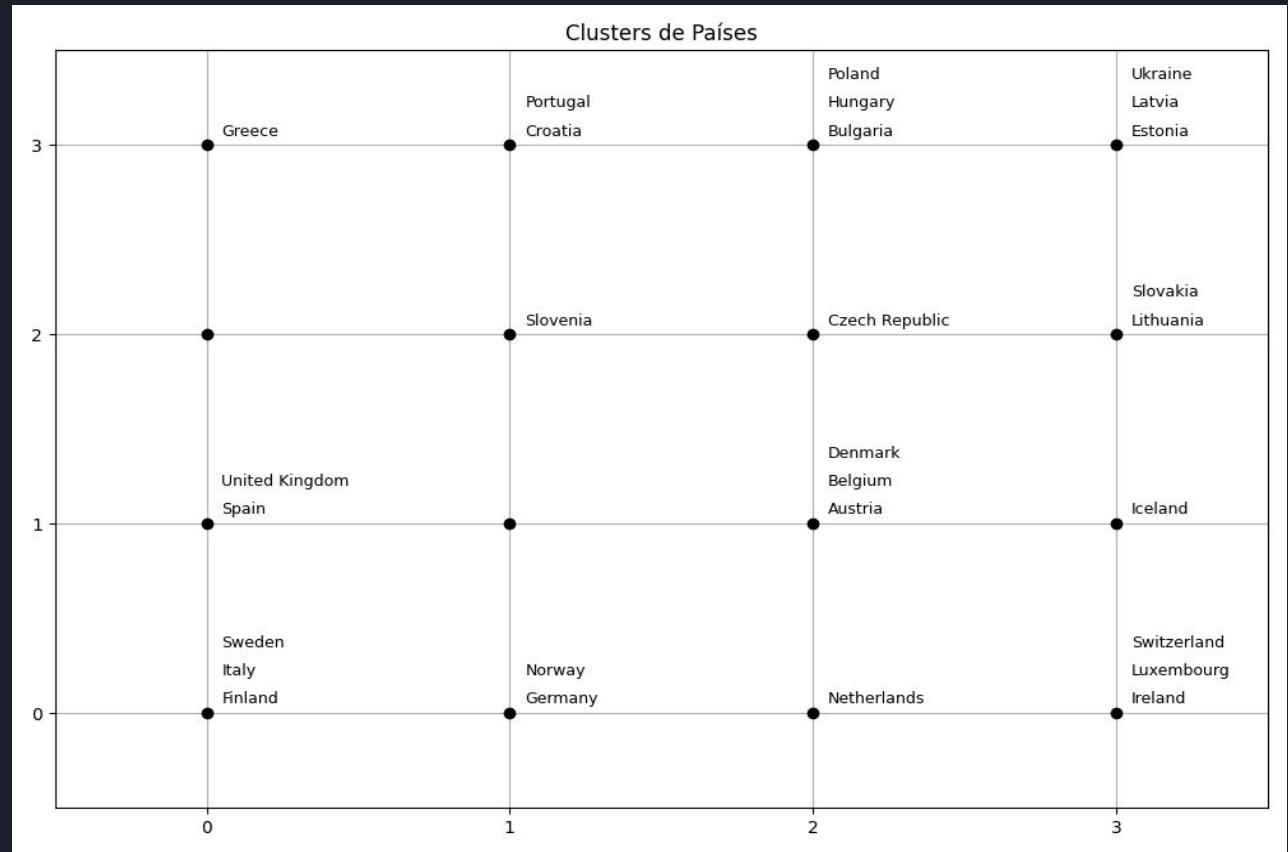 Clusters de Países
Poland
Ukraine
Portugal
Hungary
Latvia
Greece
Croatia
Bulgaria
Estonia
3
Slovakia
Slovenia
Czech Republic
Lithuania
2
Denmark
United Kingdom
Belgium
Spain
Austria
Iceland
1
Sweden
Switzerland
Italy
Norway
Luxembourg
Finland
Germany
Netherlands
Ireland
0
0
1
2
3